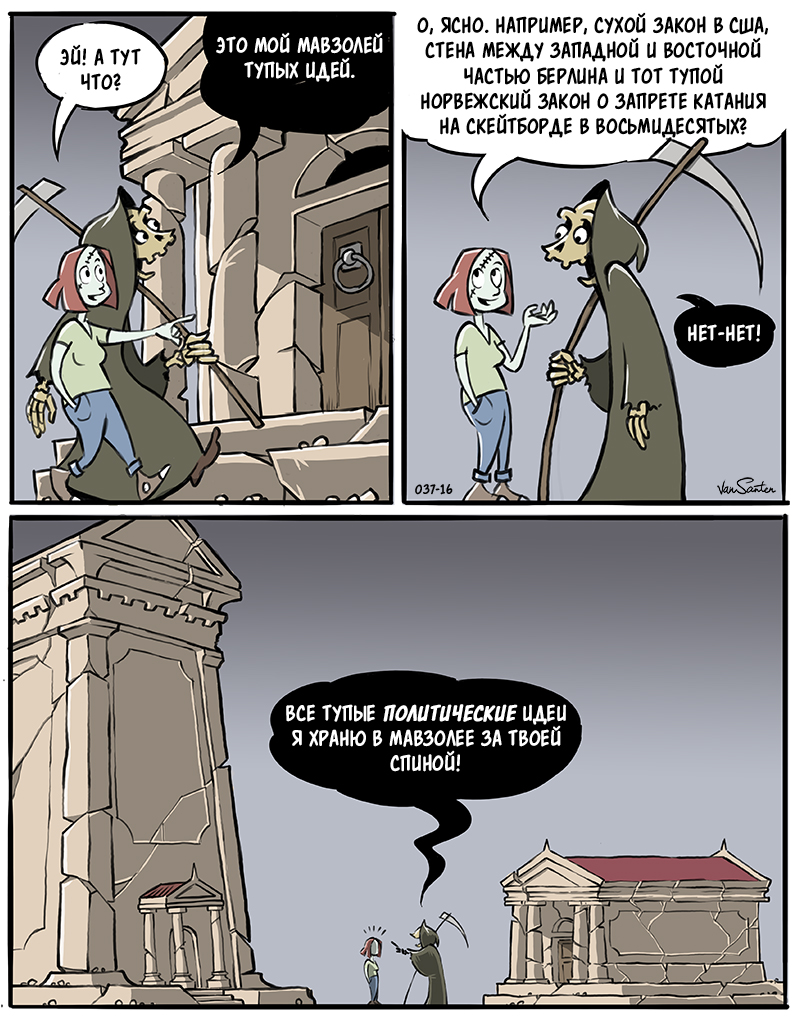 ЭЙ! А ТУТ
ЧТО?
ЭТО МОЙ МАВЗОЛЕЙ
ТУПЫХ ИДЕЙ.
О, ЯСНО. НАПРИМЕР, СУХОЙ ЗАКОН В США,
СТЕНА МЕЖДУ ЗАПАДНОЙ И ВОСТОЧНОЙ
ЧАСТЬЮ БЕРЛИНА И ТОТ ТУПОЙ
НОРВЕЖСКИЙ ЗАКОН О ЗАПРЕТЕ КАТАНИЯ
НА СКЕЙТБОРДЕ В ВОСЬМИДЕСЯТЫХ?
НЕТ-НЕТ!
037-16
VanSanten
ВСЕ ТУПЫЕ ПОЛИТИЧЕСКИЕ ИДЕИ
Я ХРАНЮ В МАВЗОЛЕЕ ЗА ТВОЕЙ
СПИНОЙ!